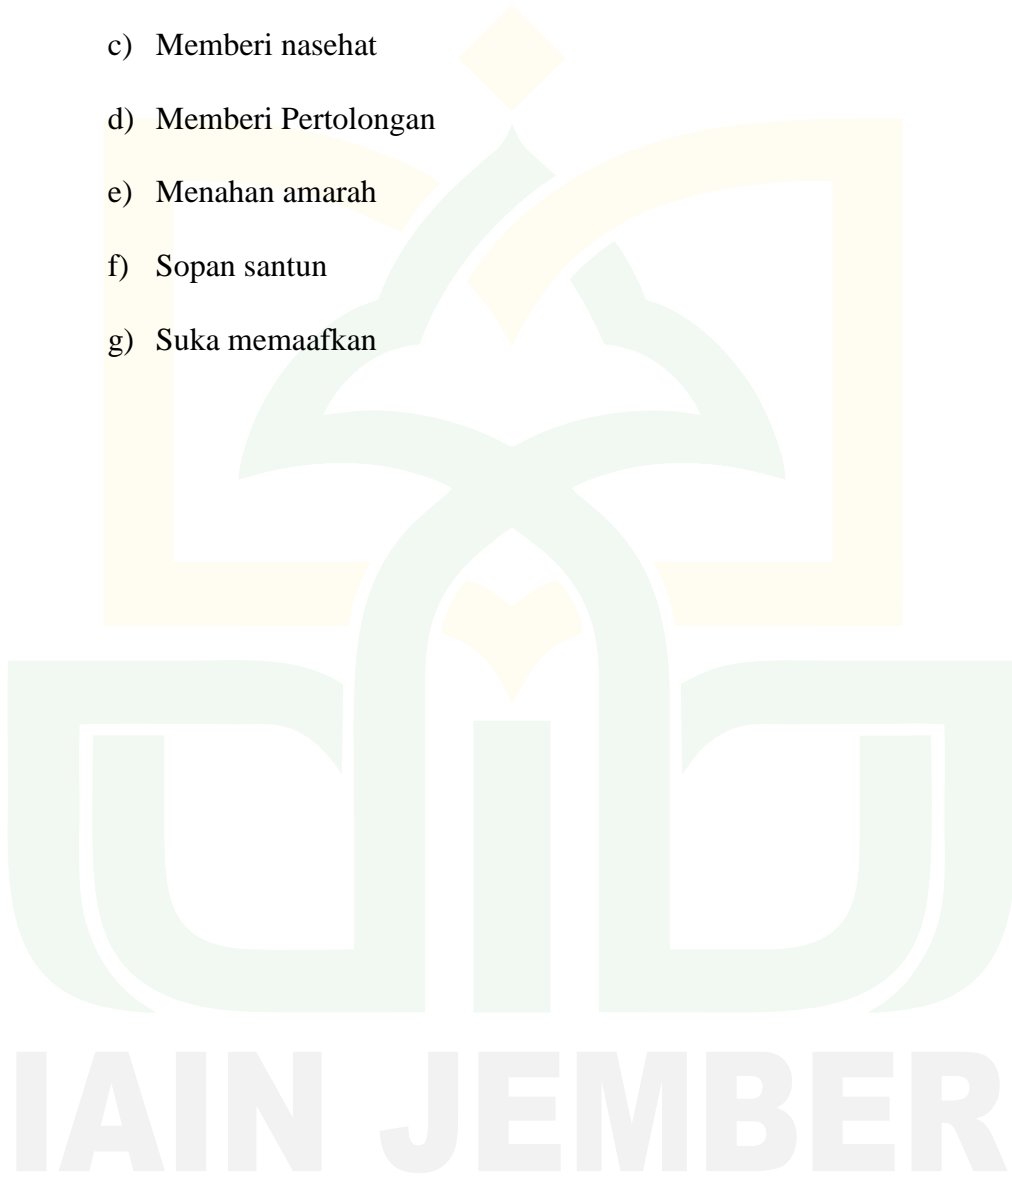 c) Memberi nasehat
d) Memberi Pertolongan
e) Menahan amarah
f) Sopan santun
g) Suka memaafkan
IAIN JEMBER